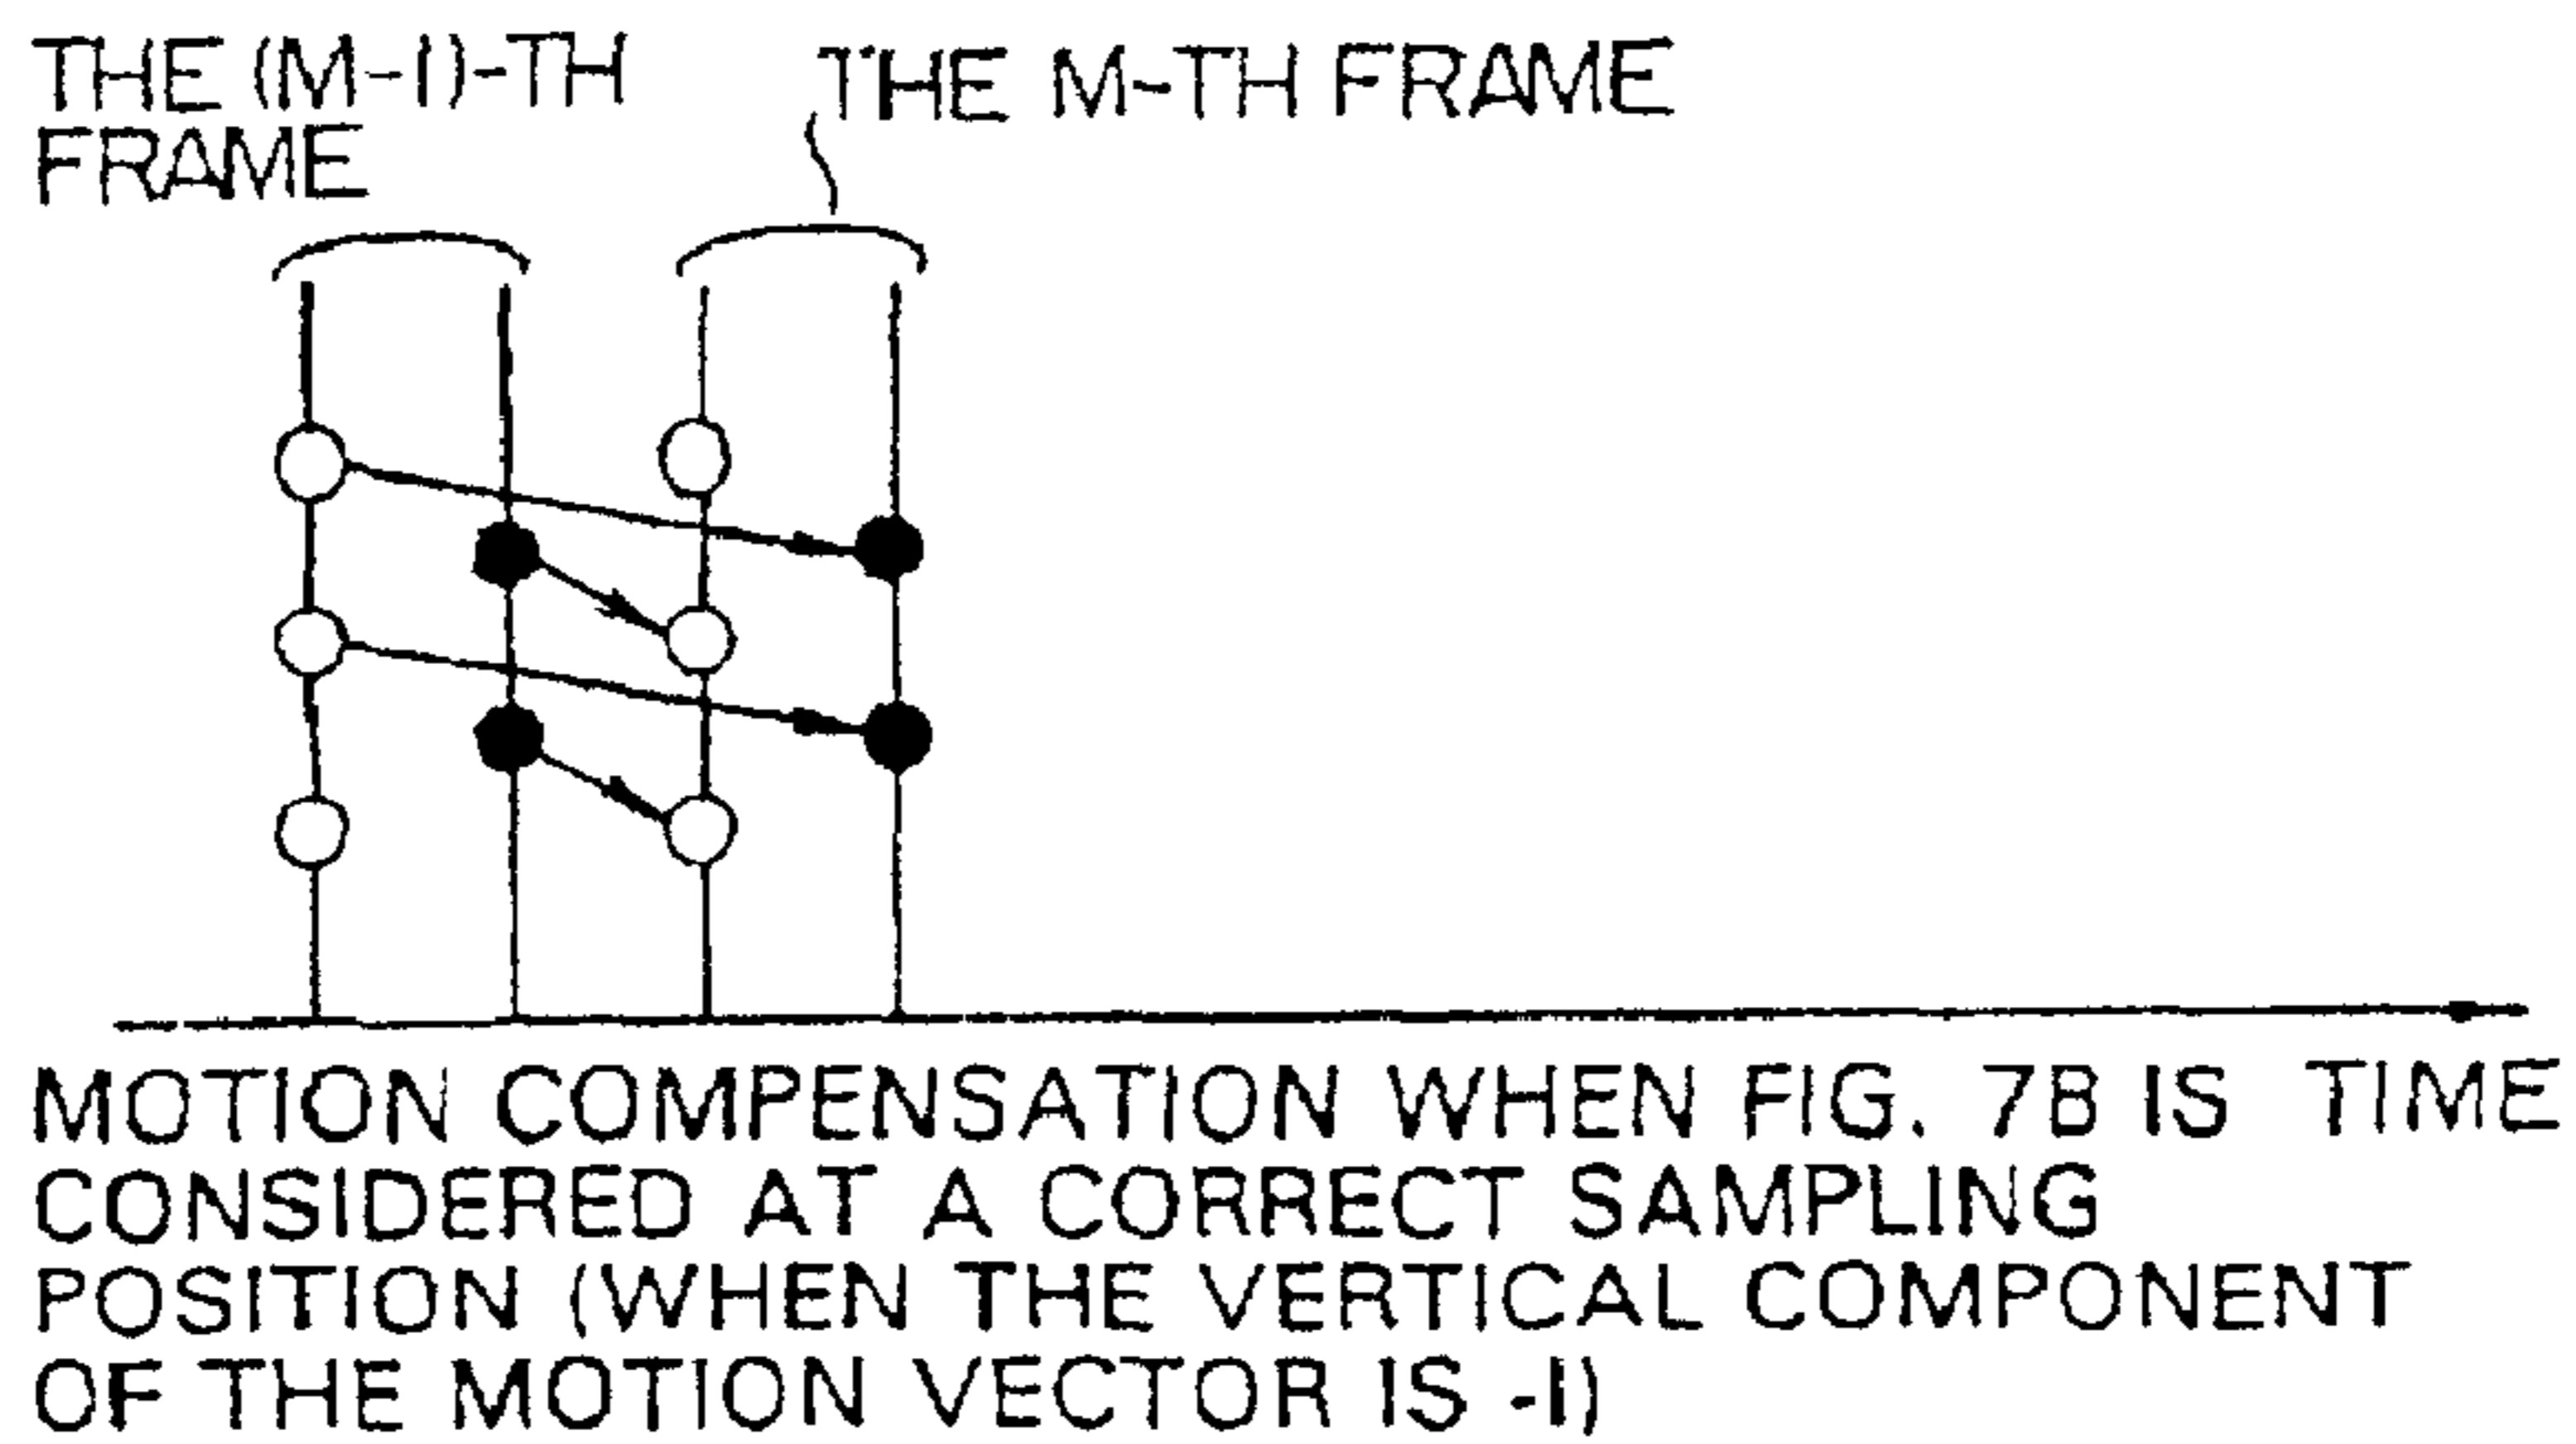 THE (M-1)-TH
FRAME
THE M-TH FRAME
MOTION COMPENSATION WHEN FIG. 7B IS
TIME
CONSIDERED AT A CORRECT SAMPLING
POSITION (WHEN THE VERTICAL COMPONENT
OF THE MOTION VECTOR IS -1)